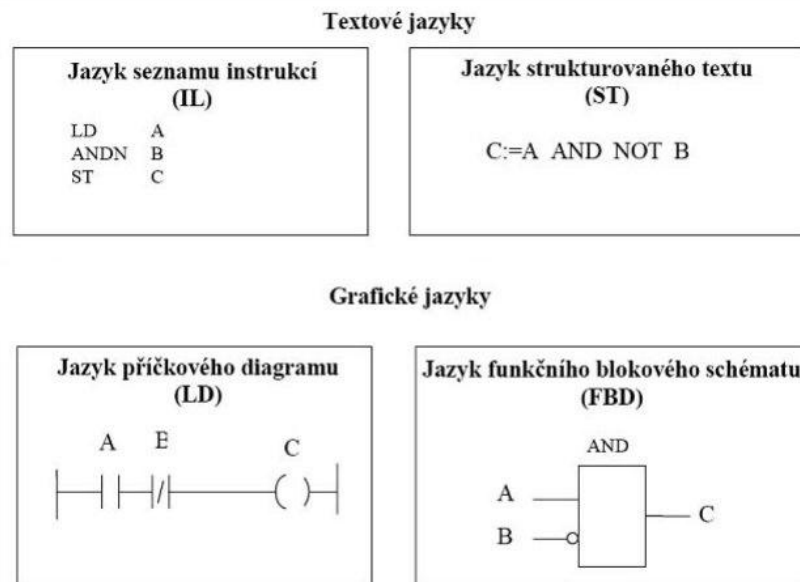 Textové jazyky
Jazyk seznamu instrukcí
(IL)
LD A
ANDN B
ST C
Jazyk strukturovaného textu
(ST)
C:=A AND NOT B
Grafické jazyky
Jazyk příčkového diagramu
(LD)
A B C
Jazyk funkčního blokového schématu
(FBD)
AND
A
B
C